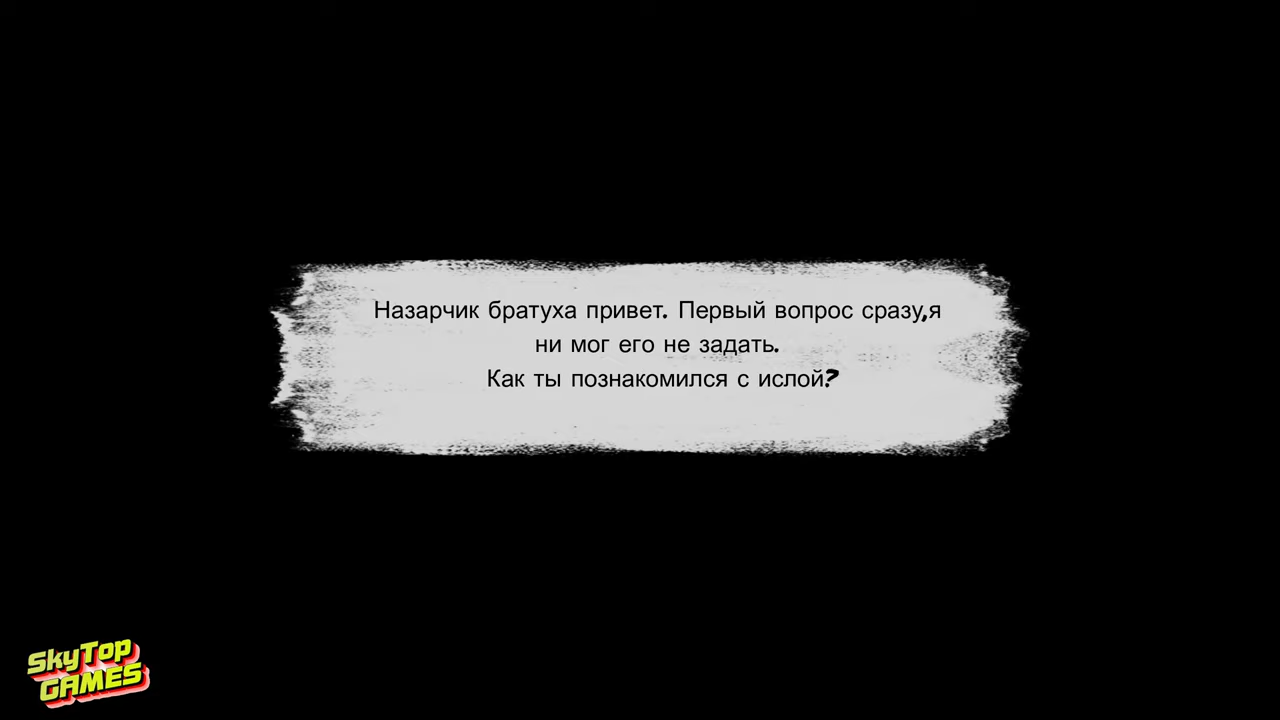 Назарчик братуха привет. Первый вопрос сразу,я
ни мог его не задать.
Как ты познакомился с ислой?
SkyTop
GAMES